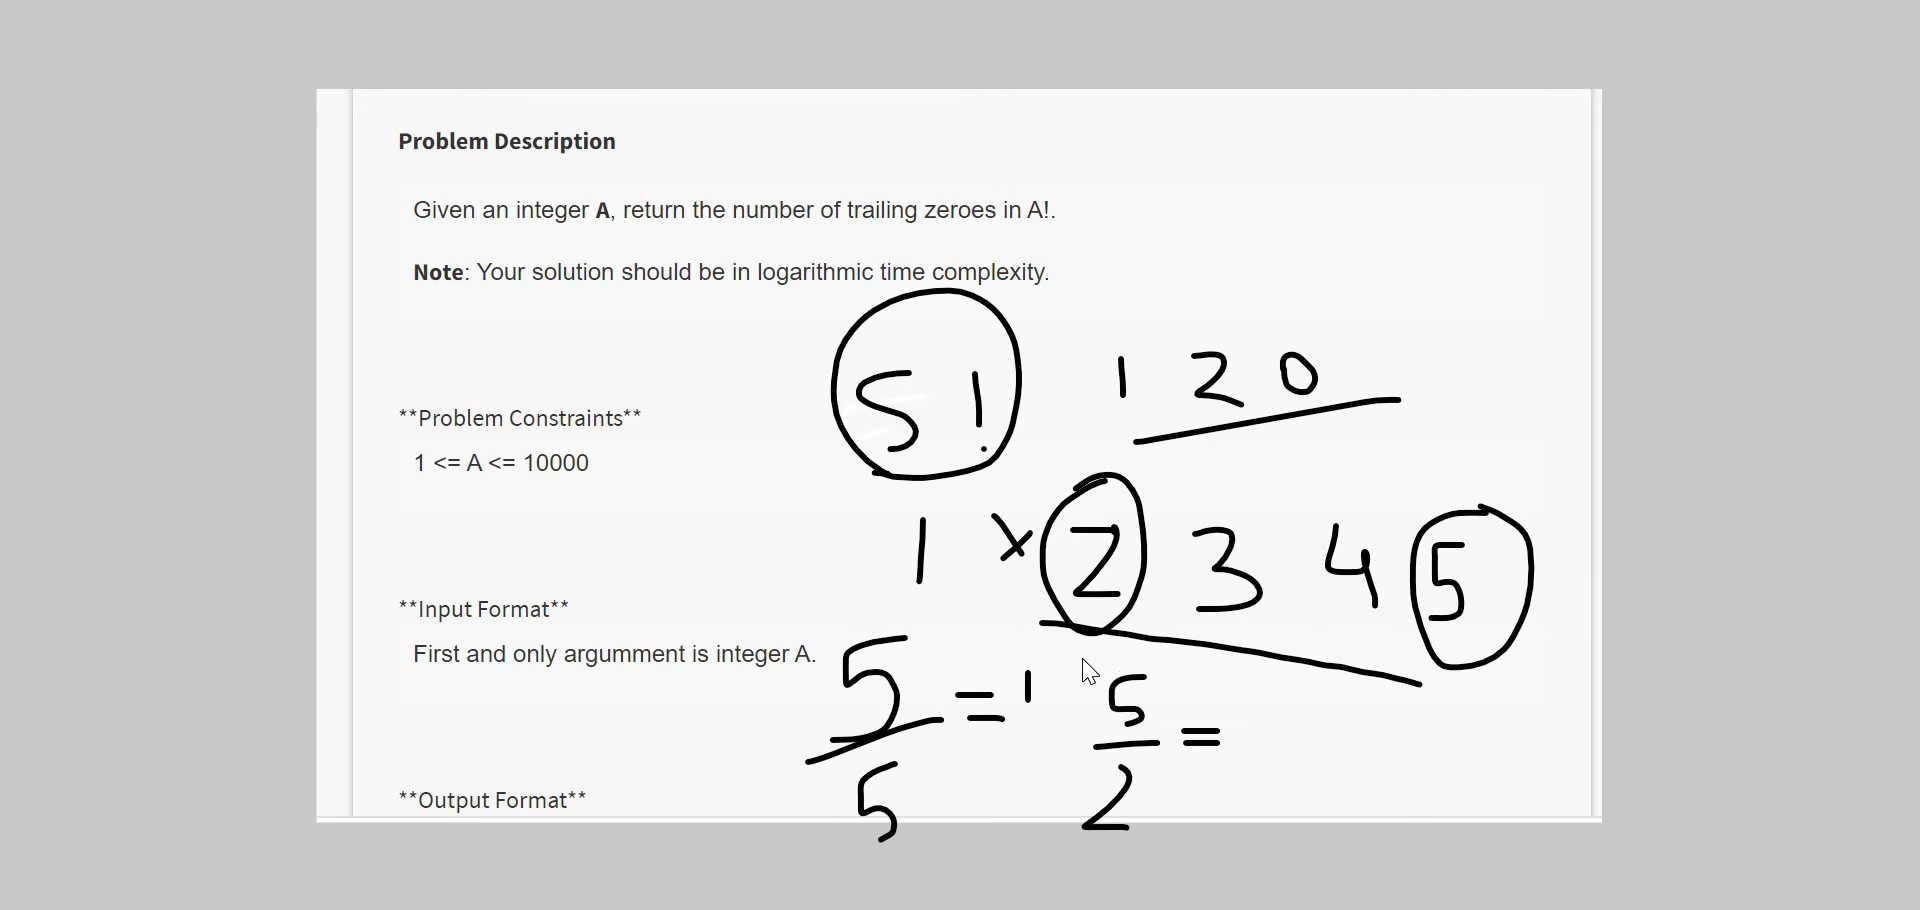 Problem Description
Given an integer A, return the number of trailing zeroes in A!.
Note: Your solution should be in logarithmic time complexity.
5! 120
**Problem Constraints**
1 <= A <= 10000
1 x 2 3 4 5
**Input Format**
First and only argumment is integer A.
5/5 = 1 5/2 =
**Output Format**